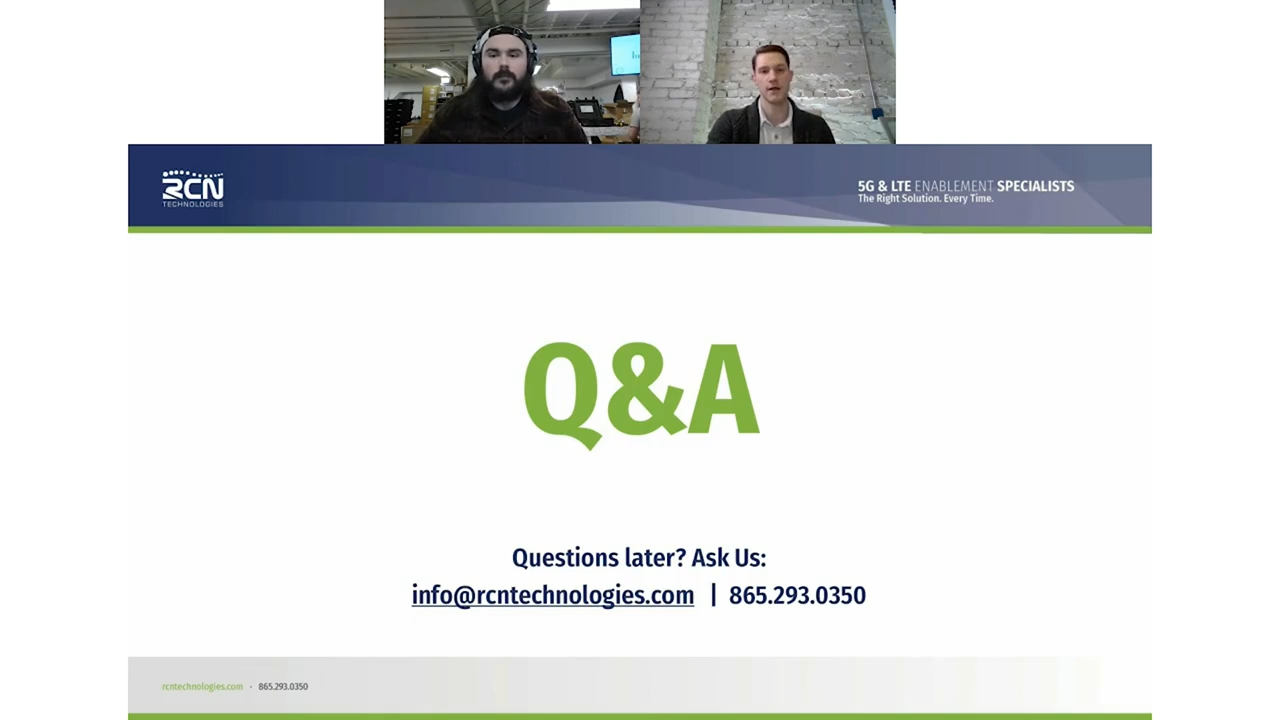 RCN
TECHNOLOGIES
5G & LTE ENABLEMENT SPECIALISTS
The Right Solution. Every Time.
Q&A
Questions later? Ask Us:
info@rcntechnologies.com | 865.293.0350
rcntechnologies.com · 865.293.0350